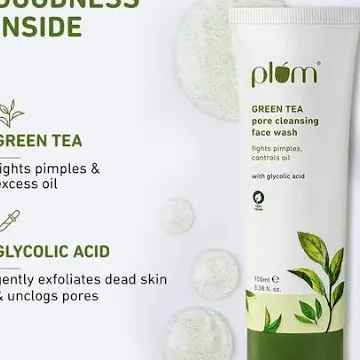 GOODNESS
INSIDE
GREEN TEA
fights pimples &
excess oil
GLYCOLIC ACID
gently exfoliates dead skin
& unclogs pores
plum
GREEN TEA
pore cleansing
face wash
fights pimples,
controls oil
with glycolic acid
100ml e
3.38 fl. oz.